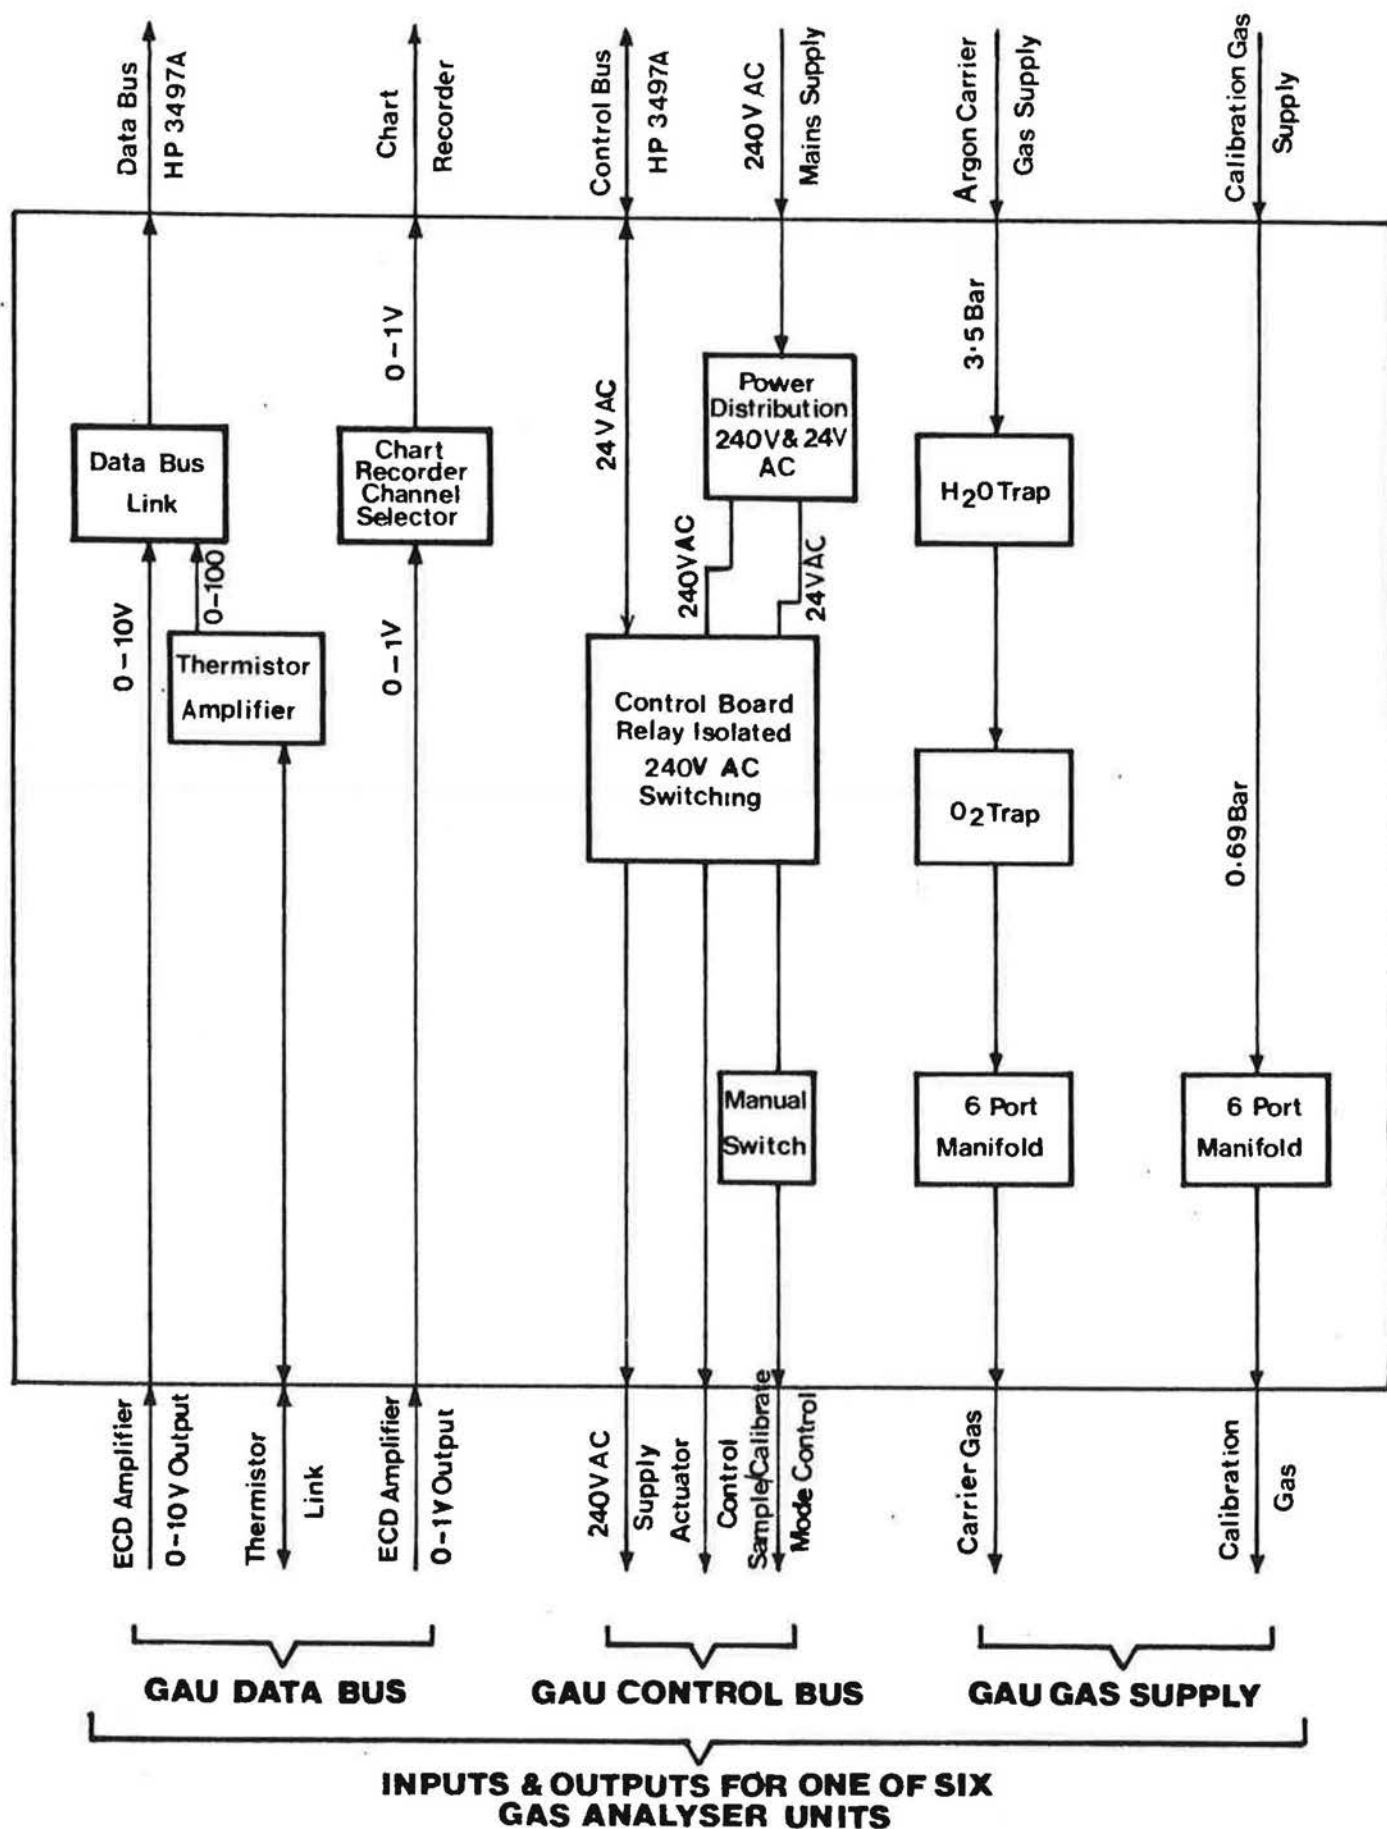 Data Bus
HP 3497A
Chart
Recorder
Control Bus
HP 3497A
240V AC
Mains Supply
Argon Carrier
Gas Supply
Calibration Gas
Supply
0-1V
24V AC
3·5 Bar
Power
Distribution
240V & 24V
AC
Data Bus
Link
Chart
Recorder
Channel
Selector
H2O Trap
240VAC
24VAC
0-10V
0-100
0-1V
Thermistor
Amplifier
Control Board
Relay Isolated
240V AC
Switching
O2 Trap
0·69 Bar
Manual
Switch
6 Port
Manifold
6 Port
Manifold
ECD Amplifier
0-10V Output
Thermistor
Link
ECD Amplifier
0-1V Output
240VAC
Supply
Actuator
Control
Sample/Calibrate
Mode Control
Carrier Gas
Calibration
Gas
GAU DATA BUS
GAU CONTROL BUS
GAU GAS SUPPLY
INPUTS & OUTPUTS FOR ONE OF SIX
GAS ANALYSER UNITS